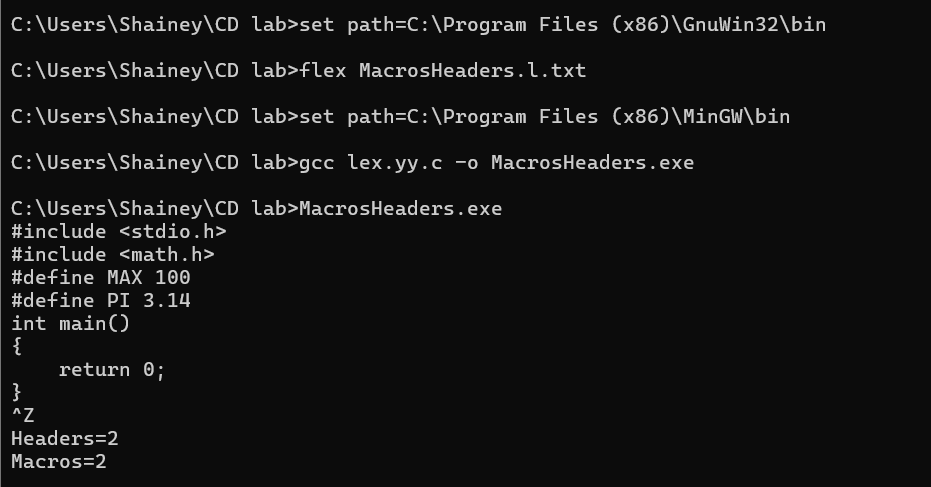 C:\Users\Shainey\CD lab>set path=C:\Program Files (x86)\GnuWin32\bin
C:\Users\Shainey\CD lab>flex MacrosHeaders.l.txt
C:\Users\Shainey\CD lab>set path=C:\Program Files (x86)\MinGW\bin
C:\Users\Shainey\CD lab>gcc lex.yy.c -o MacrosHeaders.exe
C:\Users\Shainey\CD lab>MacrosHeaders.exe
#include <stdio.h>
#include <math.h>
#define MAX 100
#define PI 3.14
int main()
{
    return 0;
}
^Z
Headers=2
Macros=2